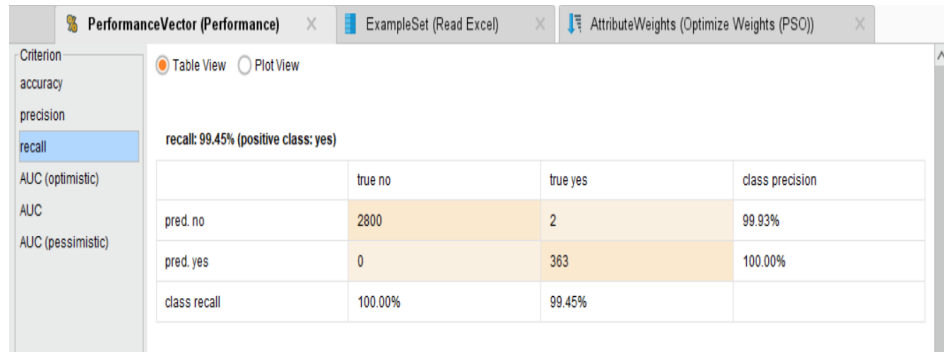 PerformanceVector (Performance)
ExampleSet (Read Excel)
AttributeWeights (Optimize Weights (PSO))
Criterion
accuracy
precision
recall
AUC (optimistic)
AUC
AUC (pessimistic)
Table View
Plot View
recall: 99.45% (positive class: yes)
true no true yes class precision
pred. no 2800 2 99.93%
pred. yes 0 363 100.00%
class recall 100.00% 99.45%